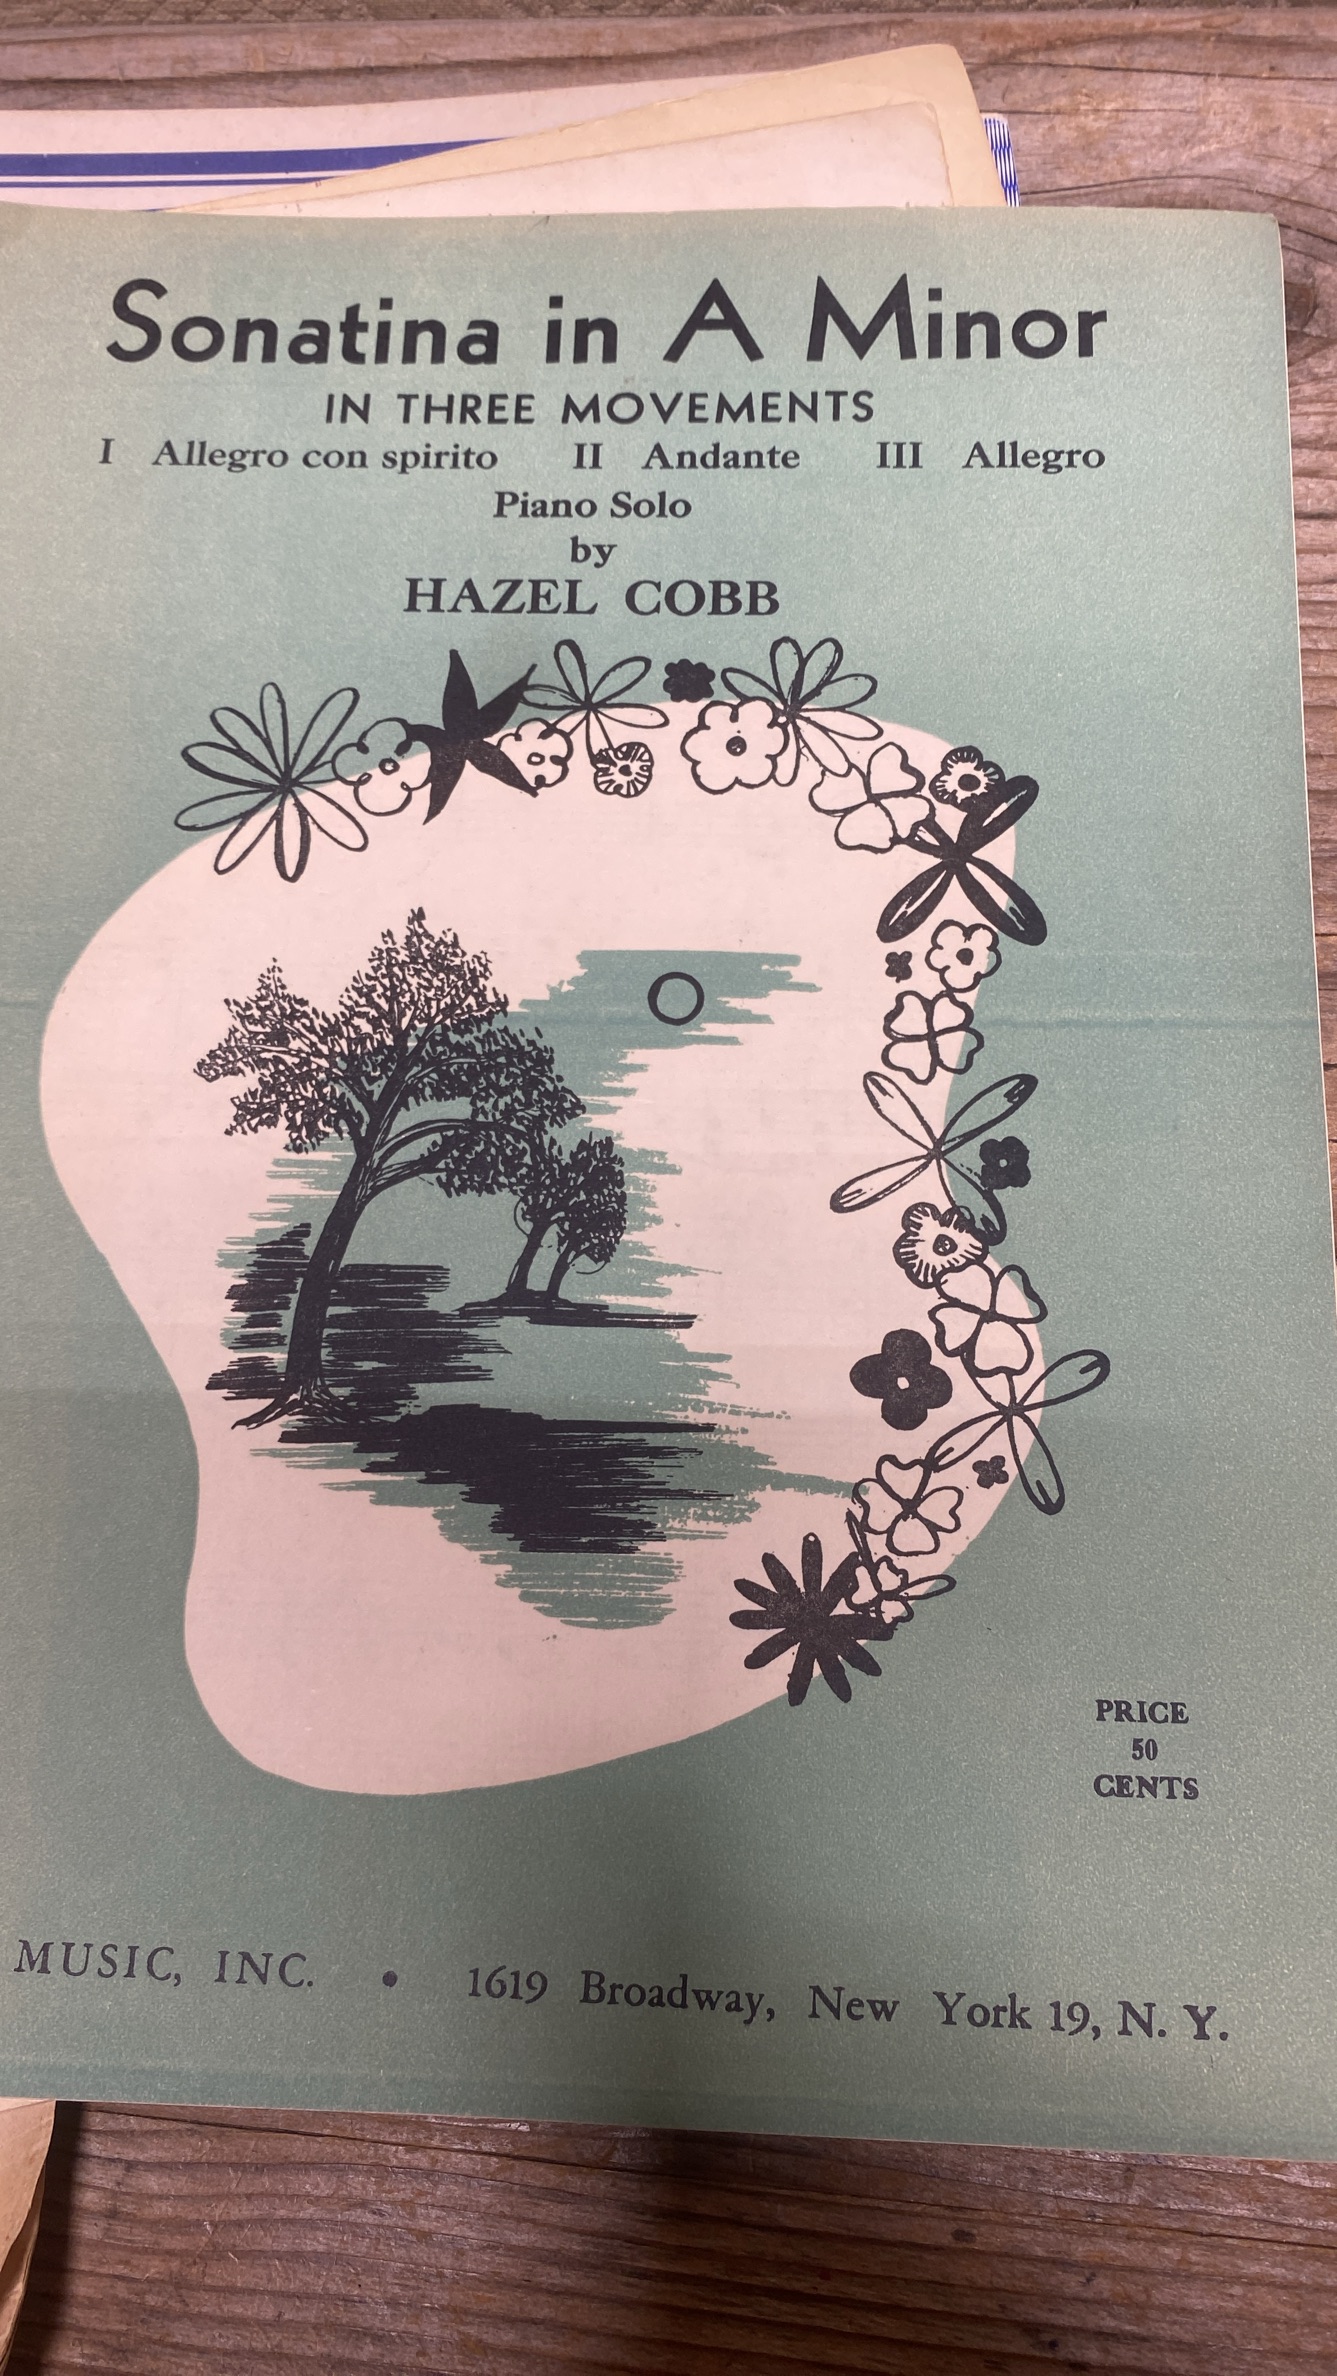 Sonatina in A Minor
IN THREE MOVEMENTS
I Allegro con spirito II Andante III Allegro
Piano Solo
by
HAZEL COBB
PRICE
50
CENTS
MUSIC, INC. • 1619 Broadway, New York 19, N. Y.